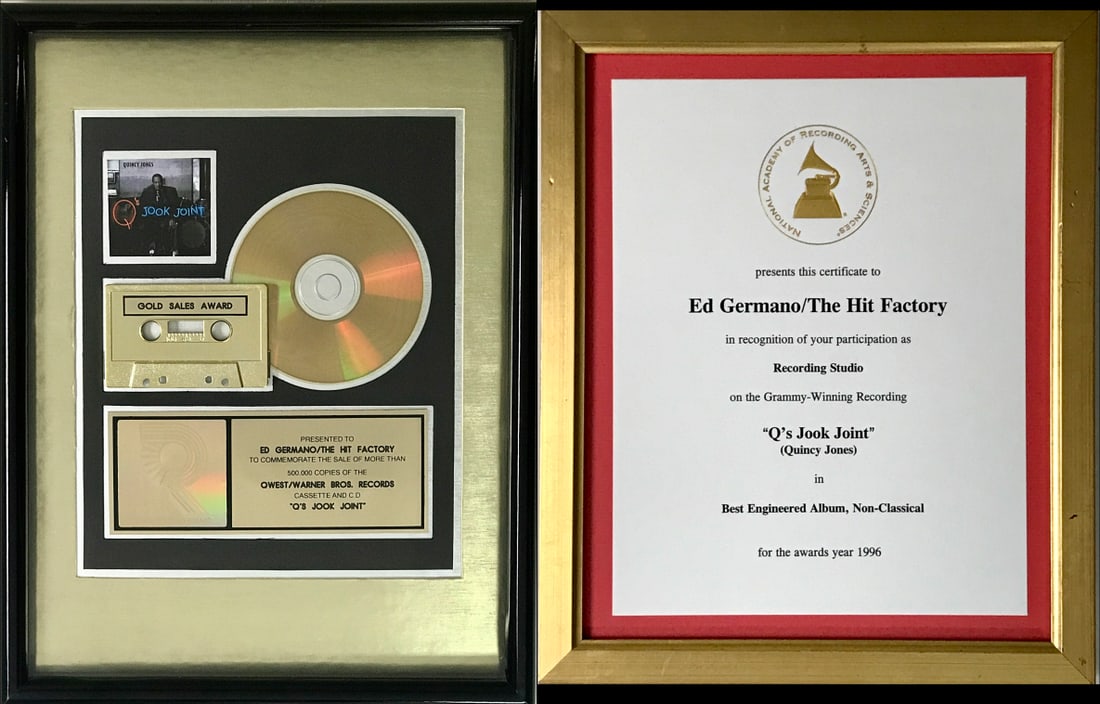 QUINCY JONES
Q's JOOK JOINT
GOLD SALES AWARD
PRESENTED TO
ED GERMANO/THE HIT FACTORY
TO COMMEMORATE THE SALE OF MORE THAN
500,000 COPIES OF THE
QWEST/WARNER BROS. RECORDS
CASSETTE AND C.D.
"Q'S JOOK JOINT"
NATIONAL ACADEMY OF RECORDING ARTS & SCIENCES®
presents this certificate to
Ed Germano/The Hit Factory
in recognition of your participation as
Recording Studio
on the Grammy-Winning Recording
“Q’s Jook Joint”
(Quincy Jones)
in
Best Engineered Album, Non-Classical
for the awards year 1996